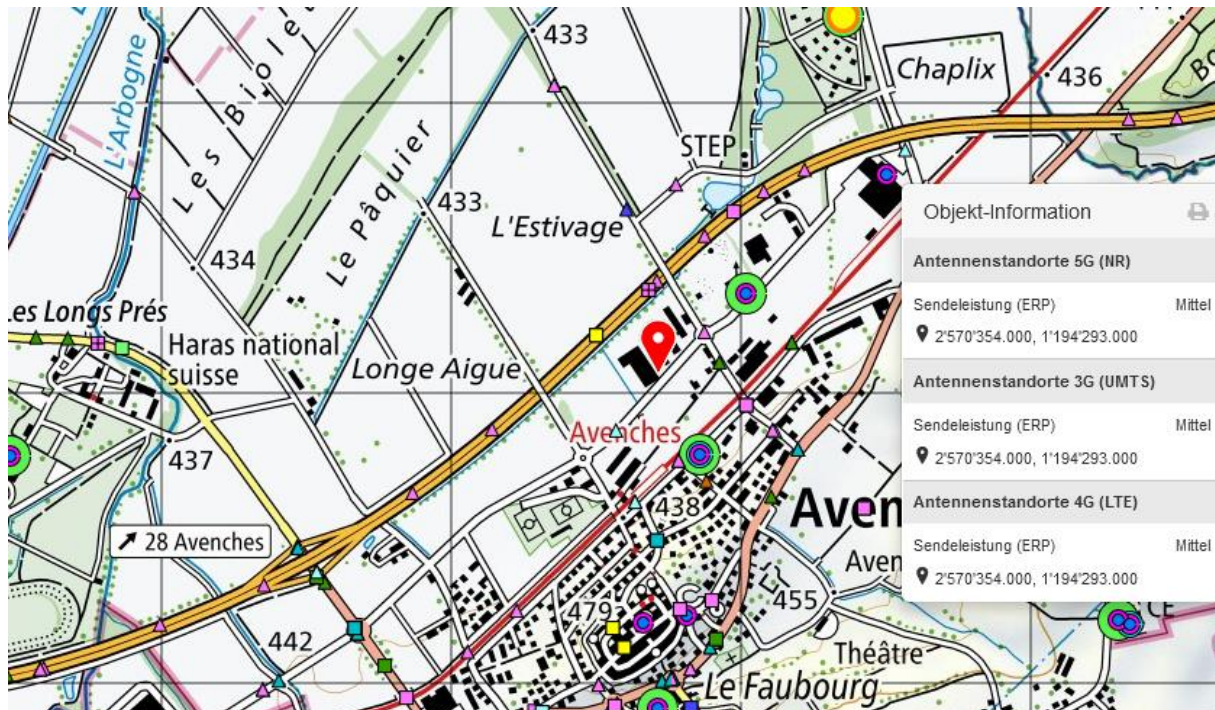 433
436
Chaplix
L'Arbogne
Les Bioles
Le Pâquier
STEP
433
L'Estivage
434
Objekt-Information
Antennenstandorte 5G (NR)
Sendeleistung (ERP) Mittel
2'570'354.000, 1'194'293.000
Antennenstandorte 3G (UMTS)
Sendeleistung (ERP) Mittel
2'570'354.000, 1'194'293.000
Antennenstandorte 4G (LTE)
Sendeleistung (ERP) Mittel
2'570'354.000, 1'194'293.000
es Longs Prés
Haras national
suisse
Longe Aigue
Avenches
437
438
Aven
28 Avenches
Aven
479
455
442
CE
Théâtre
Le Faubourg